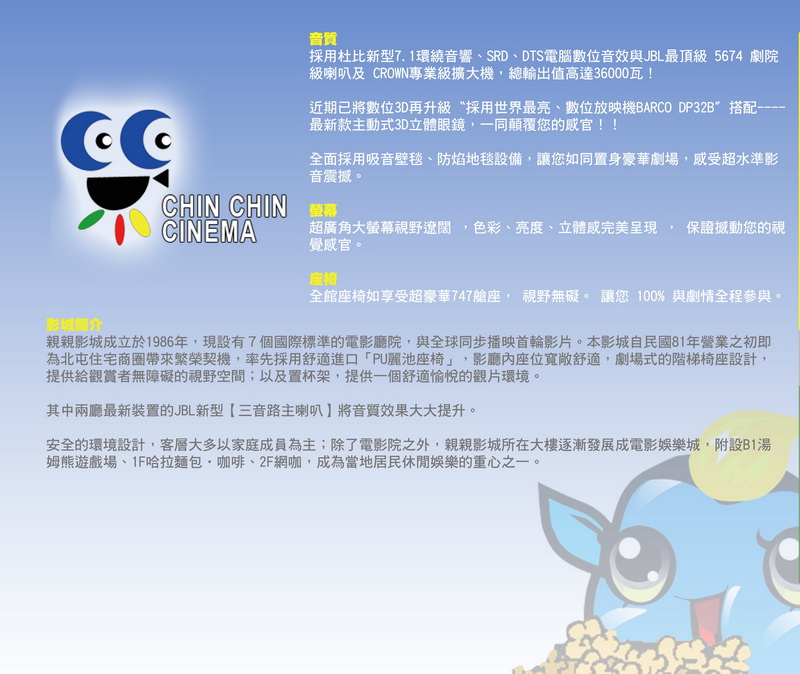 音質
採用杜比新型7.1環繞音響、SRD、DTS電腦數位音效與JBL最頂級 5674 劇院
級喇叭及 CROWN專業級擴大機，總輸出值高達36000瓦！
近期已將數位3D再升級〝採用世界最亮、數位放映機BARCO DP32B〞搭配----
最新款主動式3D立體眼鏡，一同顛覆您的感官！！
全面採用吸音壁毯、防焰地毯設備，讓您如同置身豪華劇場，感受超水準影
音震撼。
CHIN CHIN
CINEMA
螢幕
超廣角大螢幕視野遼闊 ，色彩、亮度、立體感完美呈現 ， 保證撼動您的視
覺感官。
座椅
全館座椅如享受超豪華747艙座， 視野無礙。 讓您 100% 與劇情全程參與。
影城簡介
親親影城成立於1986年，現設有７個國際標準的電影廳院，與全球同步播映首輪影片。本影城自民國81年營業之初即
為北屯住宅商圈帶來繁榮契機，率先採用舒適進口「PU麗池座椅」，影廳內座位寬敞舒適，劇場式的階梯椅座設計，
提供給觀賞者無障礙的視野空間；以及置杯架，提供一個舒適愉悅的觀片環境。
其中兩廳最新裝置的JBL新型【三音路主喇叭】將音質效果大大提升。
安全的環境設計，客層大多以家庭成員為主；除了電影院之外，親親影城所在大樓逐漸發展成電影娛樂城，附設B1湯
姆熊遊戲場、1F哈拉麵包‧咖啡、2F網咖，成為當地居民休閒娛樂的重心之一。